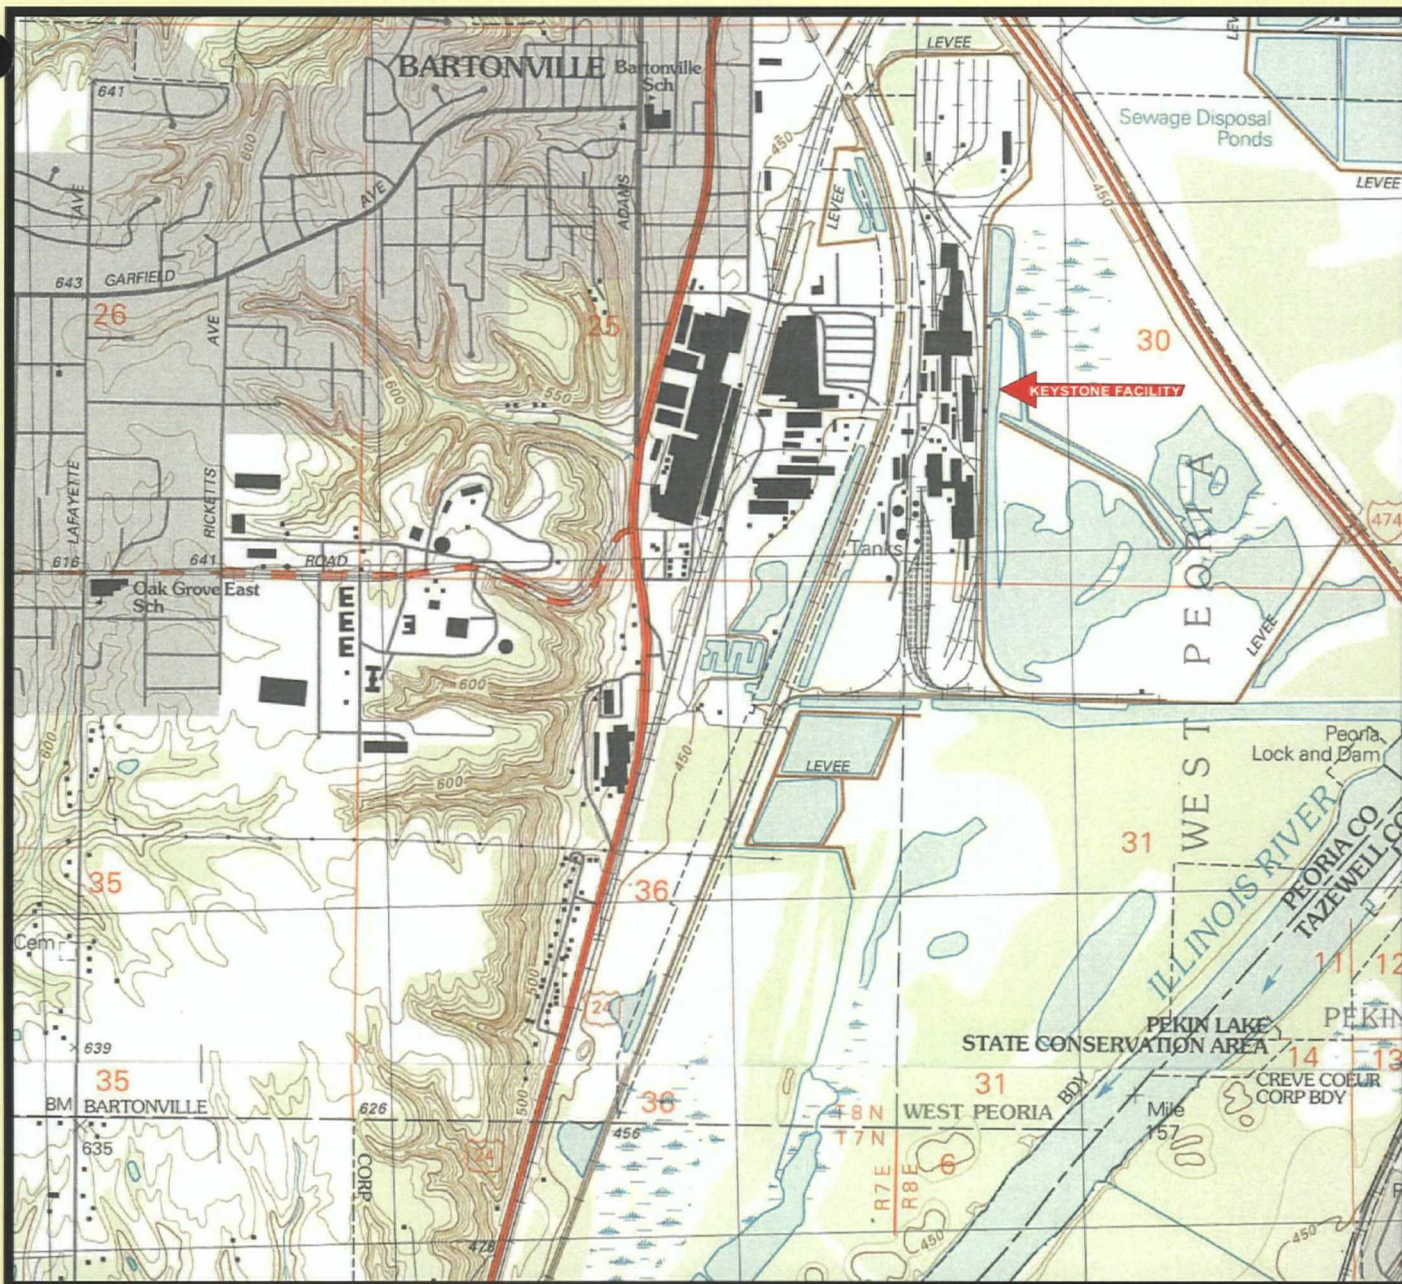 LEVEE
LEV
BARTONVILLE
Bartonville
Sch
641
600
450
Sewage Disposal
Ponds
LEVEE
LEVEE
450
AVE
AVE
ADAMS
643
GARFIELD
26
AVE
25
30
600
550
KEYSTONE FACILITY
LAFAYETTE
RICKETTS
WEST PEORIA
474
616
641
ROAD
Tanks
Oak Grove East
Sch
LEVEE
600
600
450
Peoria
Lock and Dam
LEVEE
600
31
35
36
ILLINOIS RIVER
PEORIA CO
TAZEWELL CO
Cem
500
11
12
24
PEKIN LAKE
STATE CONSERVATION AREA
PEKIN
639
14
13
35
31
BDY
CREVE COEUR
CORP BDY
BM
BARTONVILLE
626
500
36
T8N
T7N
WEST PEORIA
Mile
157
635
456
24
CORP
R7E
R8E
6
450
450
478